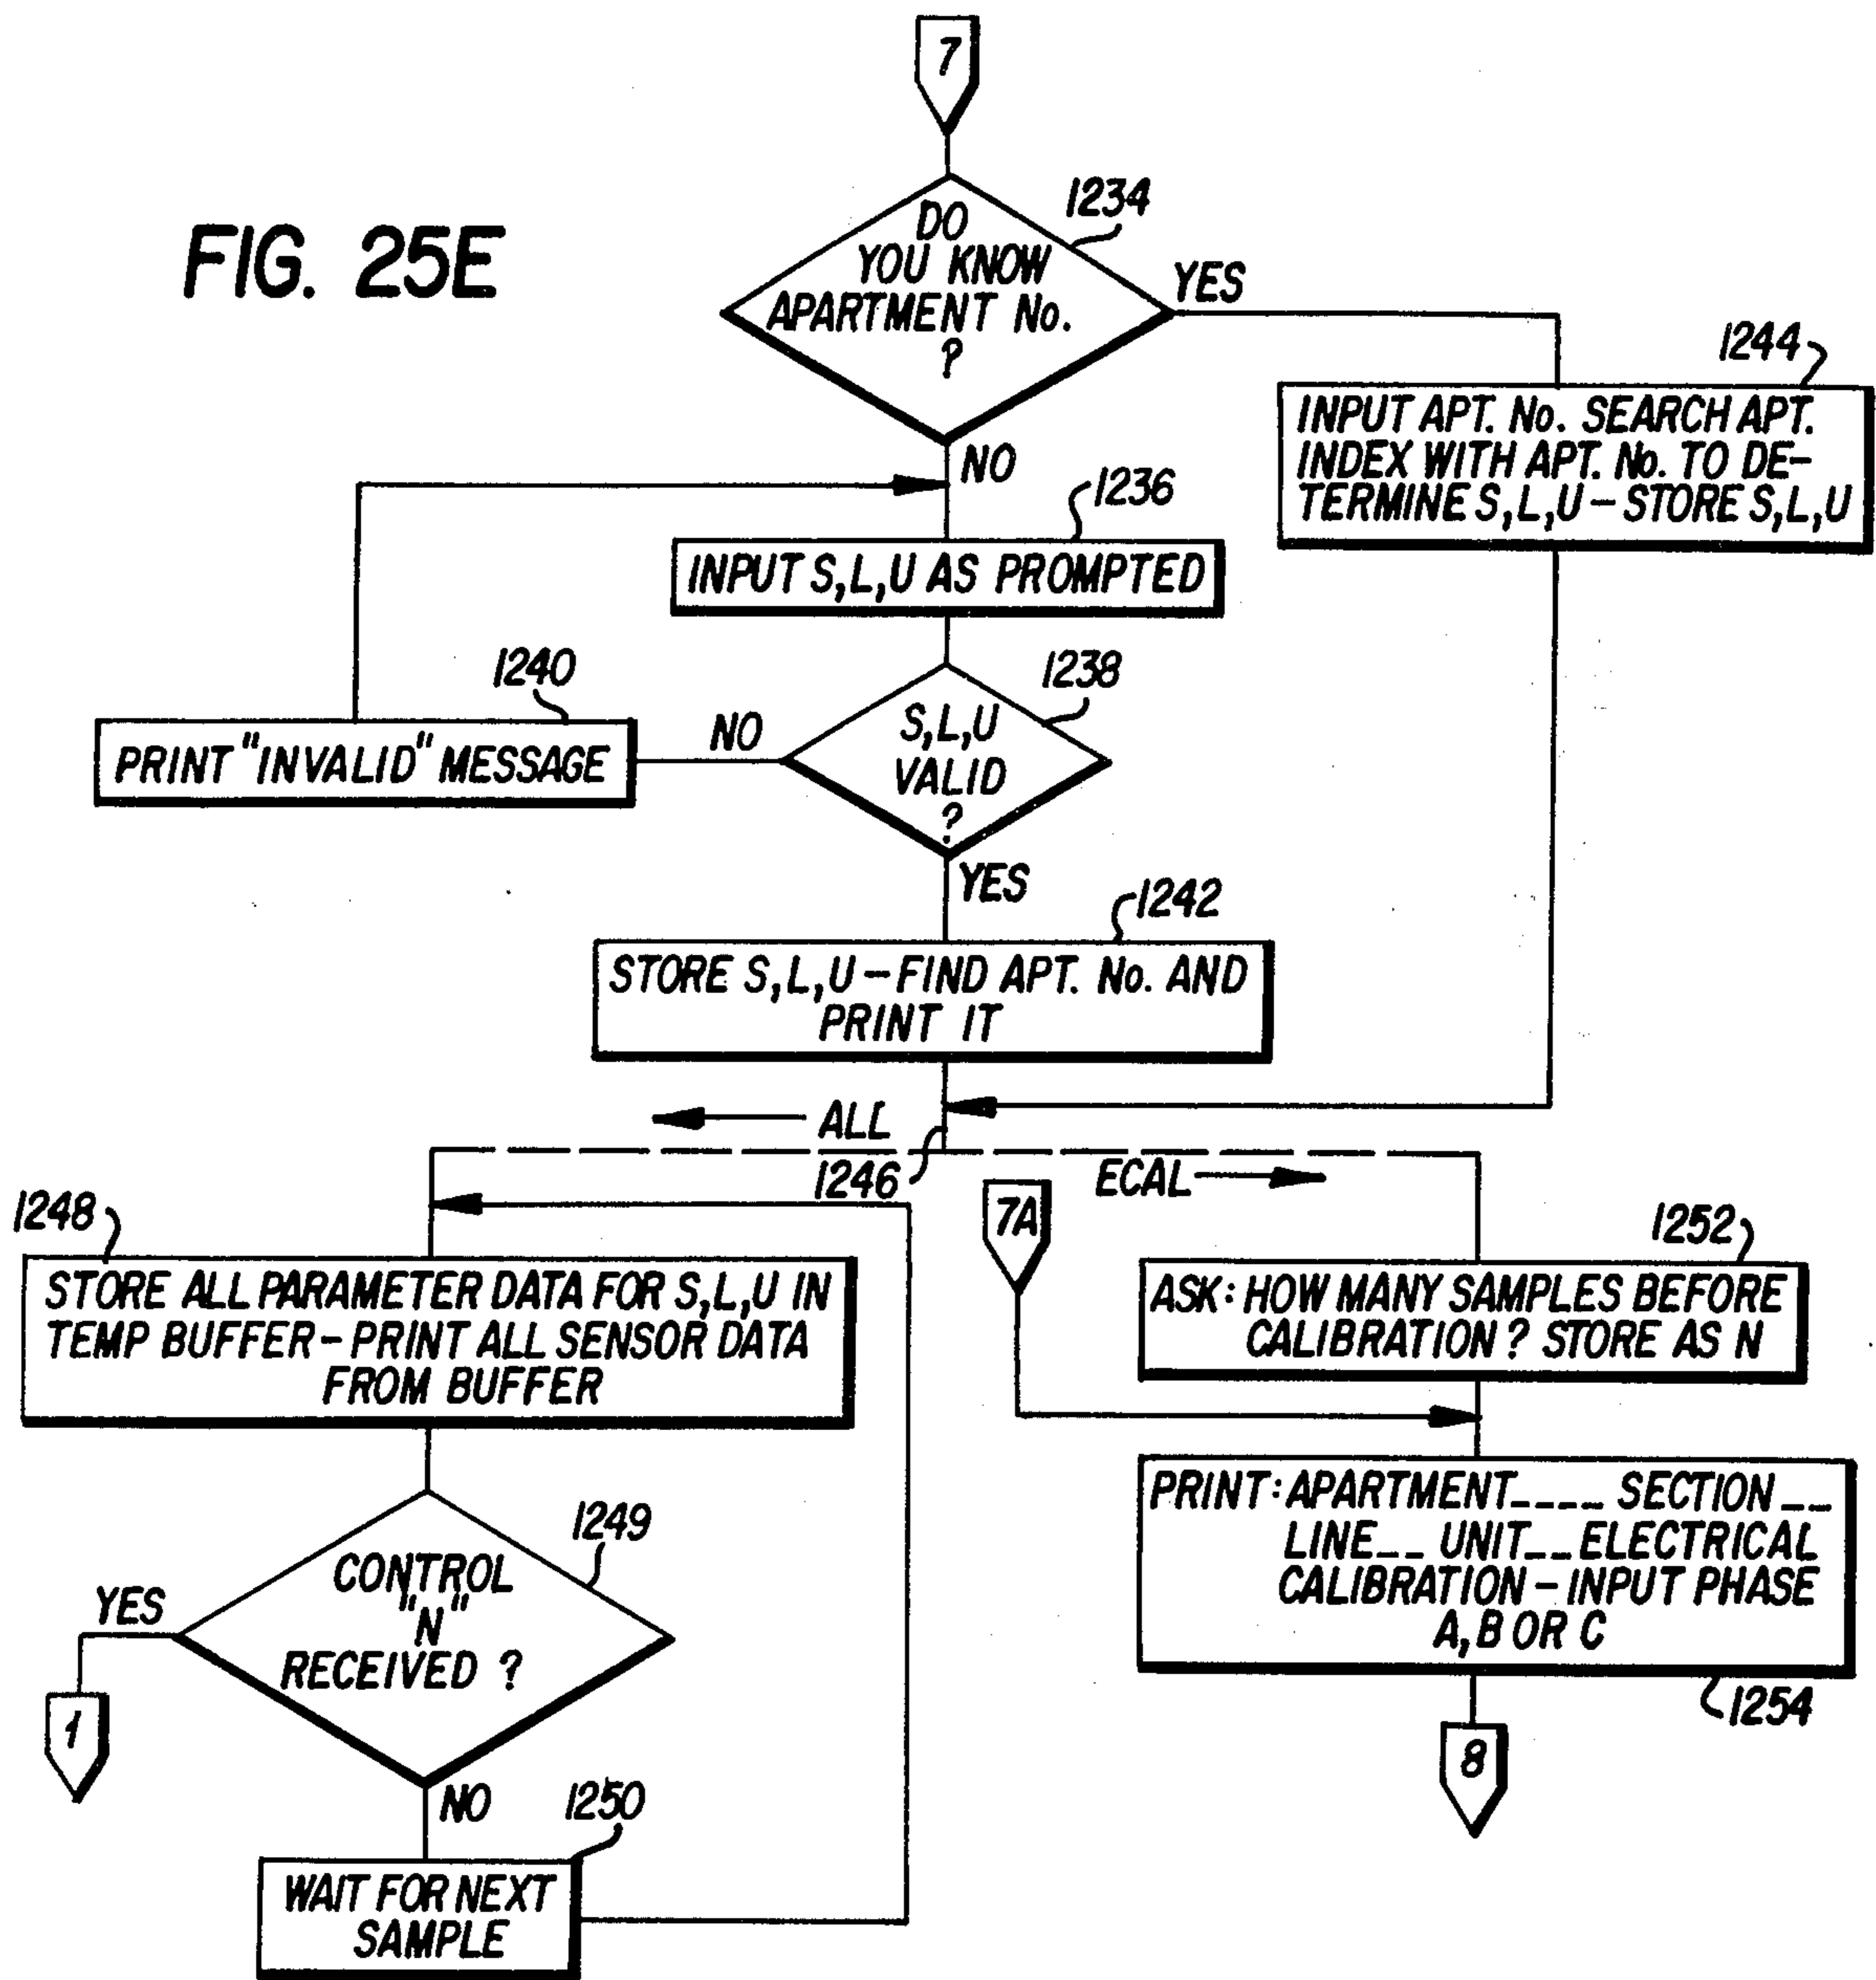 7
FIG. 25E
1234
DO
YOU KNOW
APARTMENT No.
?
YES
NO
1244
INPUT APT. No. SEARCH APT.
INDEX WITH APT. No. TO DE-
TERMINE S,L,U – STORE S,L,U
1236
INPUT S,L,U AS PROMPTED
1240
PRINT "INVALID" MESSAGE
NO
1238
S,L,U
VALID
?
YES
1242
STORE S,L,U – FIND APT. No. AND
PRINT IT
ALL
1246
ECAL
7A
1248
STORE ALL PARAMETER DATA FOR S,L,U IN
TEMP BUFFER – PRINT ALL SENSOR DATA
FROM BUFFER
1252
ASK: HOW MANY SAMPLES BEFORE
CALIBRATION ? STORE AS N
PRINT: APARTMENT____ SECTION__
LINE__ UNIT__ ELECTRICAL
CALIBRATION – INPUT PHASE
A, B OR C
1254
8
1249
CONTROL
"N"
RECEIVED ?
YES
1
NO
1250
WAIT FOR NEXT
SAMPLE